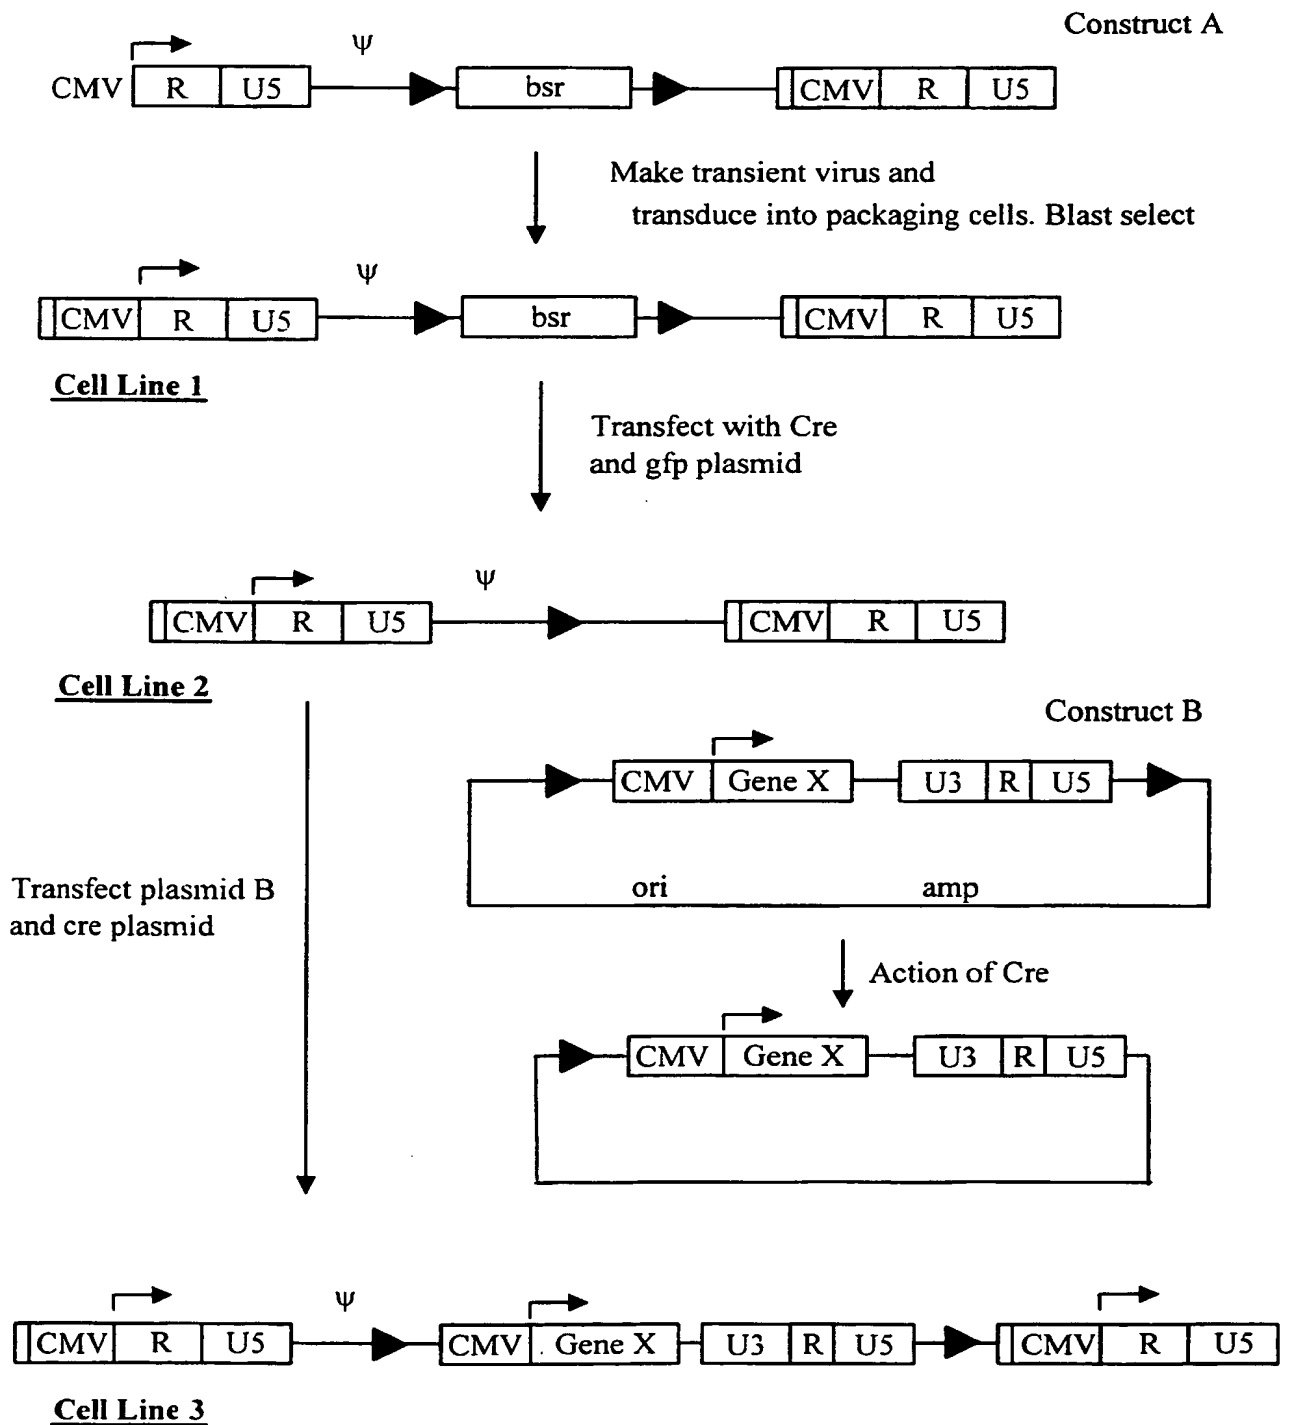 Construct A
ψ
CMV R U5 bsr CMV R U5
Make transient virus and
transduce into packaging cells. Blast select
ψ
CMV R U5 bsr CMV R U5
Cell Line 1
Transfect with Cre
and gfp plasmid
ψ
CMV R U5 CMV R U5
Cell Line 2
Construct B
CMV Gene X U3 R U5
ori amp
Transfect plasmid B
and cre plasmid
Action of Cre
CMV Gene X U3 R U5
ψ
CMV R U5 CMV Gene X U3 R U5 CMV R U5
Cell Line 3